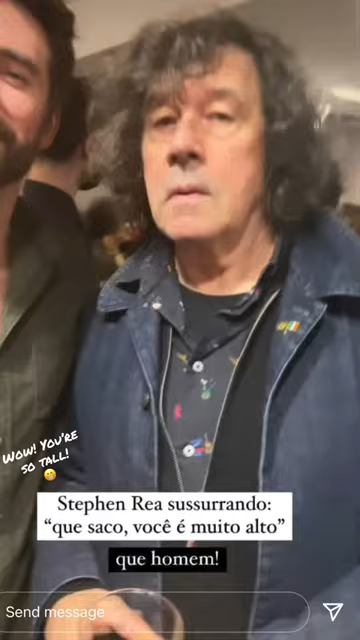 WOW! YOU'RE
SO TALL!
Stephen Rea sussurrando:
“que saco, você é muito alto”
que homem!
Send message